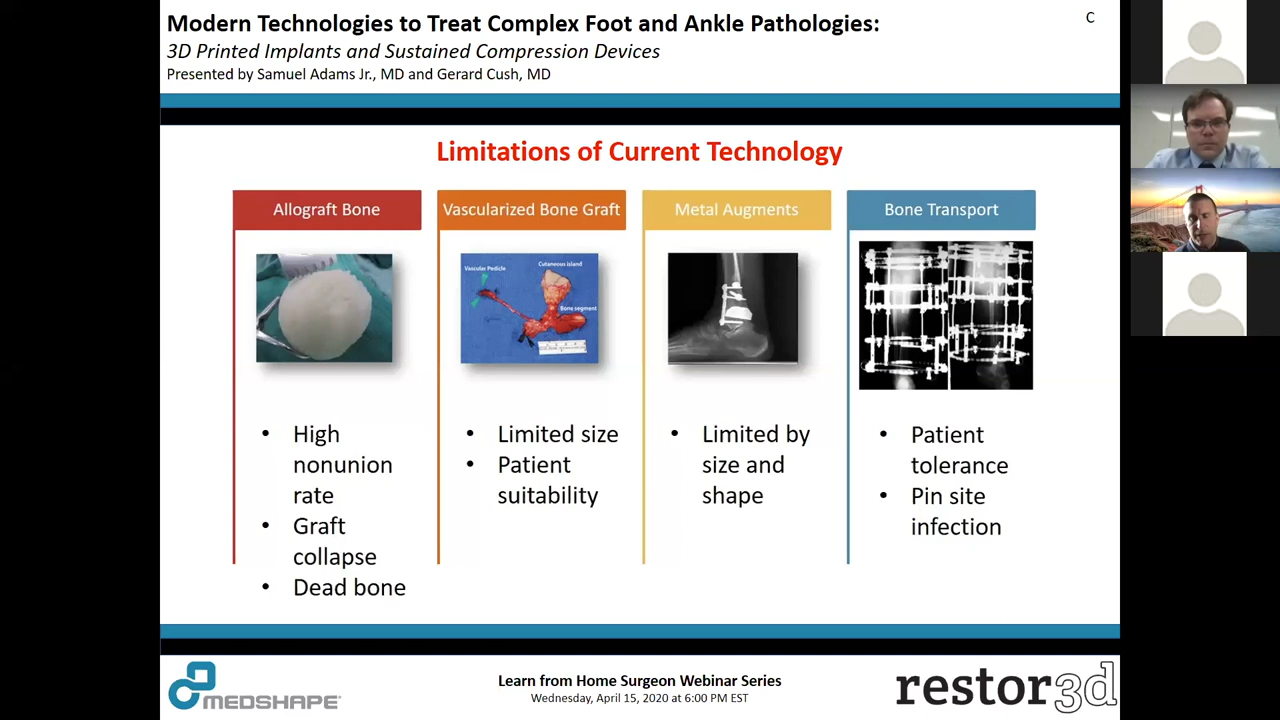 Modern Technologies to Treat Complex Foot and Ankle Pathologies:
3D Printed Implants and Sustained Compression Devices
Presented by Samuel Adams Jr., MD and Gerard Cush, MD
C
Limitations of Current Technology
Allograft Bone
Vascularized Bone Graft
Metal Augments
Bone Transport
Vascular Pedicle
Cutaneous island
Bone segment
• High
nonunion
rate
• Graft
collapse
• Dead bone
• Limited size
• Patient
suitability
• Limited by
size and
shape
• Patient
tolerance
• Pin site
infection
MEDSHAPE
Learn from Home Surgeon Webinar Series
Wednesday, April 15, 2020 at 6:00 PM EST
restor3d